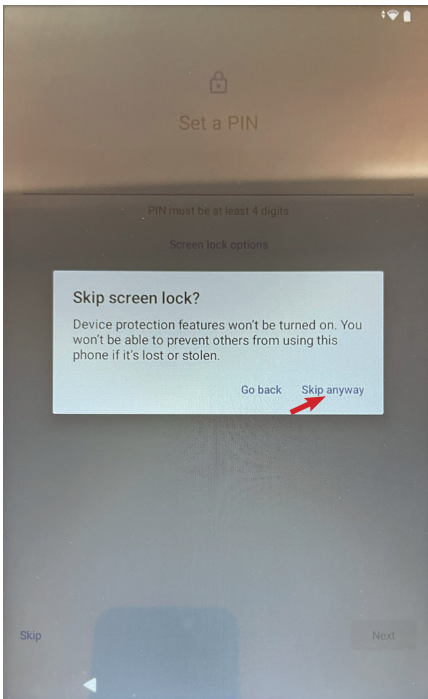 Set a PIN
PIN must be at least 4 digits
Screen lock options
Skip screen lock?
Device protection features won't be turned on. You
won't be able to prevent others from using this
phone if it's lost or stolen.
Go back Skip anyway
Skip Next